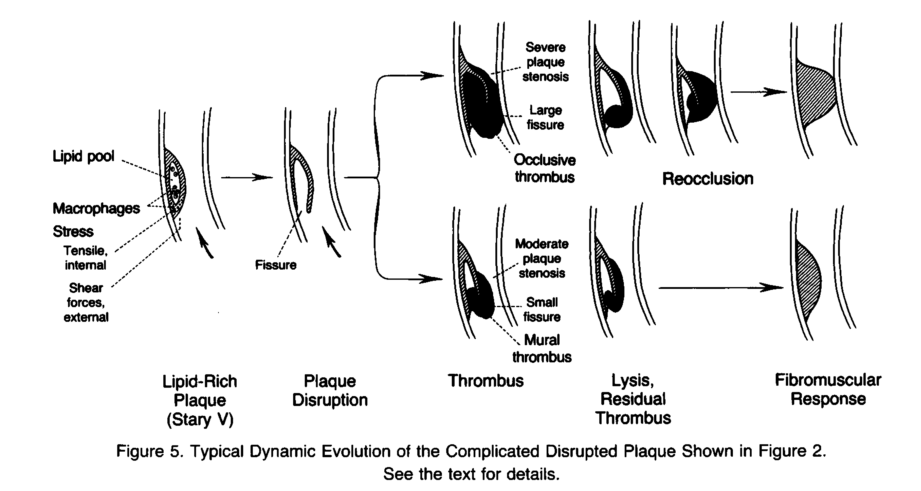 Lipid pool
Macrophages
Stress
Tensile,
internal
Shear
forces,
external
Fissure
Severe
plaque
stenosis
Large
fissure
Occlusive
thrombus
Reocclusion
Moderate
plaque
stenosis
Small
fissure
Mural
thrombus
Lipid-Rich
Plaque
(Stary V)
Plaque
Disruption
Thrombus
Lysis,
Residual
Thrombus
Fibromuscular
Response
Figure 5. Typical Dynamic Evolution of the Complicated Disrupted Plaque Shown in Figure 2.
See the text for details.